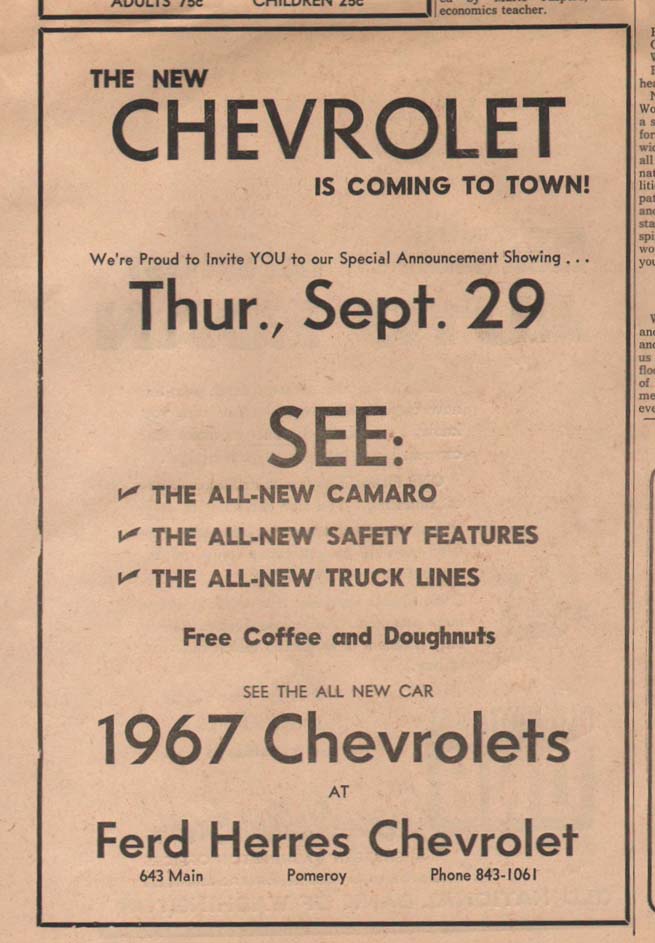 ADULTS 75c CHILDREN 25c
economics teacher.
THE NEW
CHEVROLET
IS COMING TO TOWN!
We're Proud to Invite YOU to our Special Announcement Showing . . .
Thur., Sept. 29
SEE:
✓ THE ALL-NEW CAMARO
✓ THE ALL-NEW SAFETY FEATURES
✓ THE ALL-NEW TRUCK LINES
Free Coffee and Doughnuts
SEE THE ALL NEW CAR
1967 Chevrolets
AT
Ferd Herres Chevrolet
643 Main Pomeroy Phone 843-1061